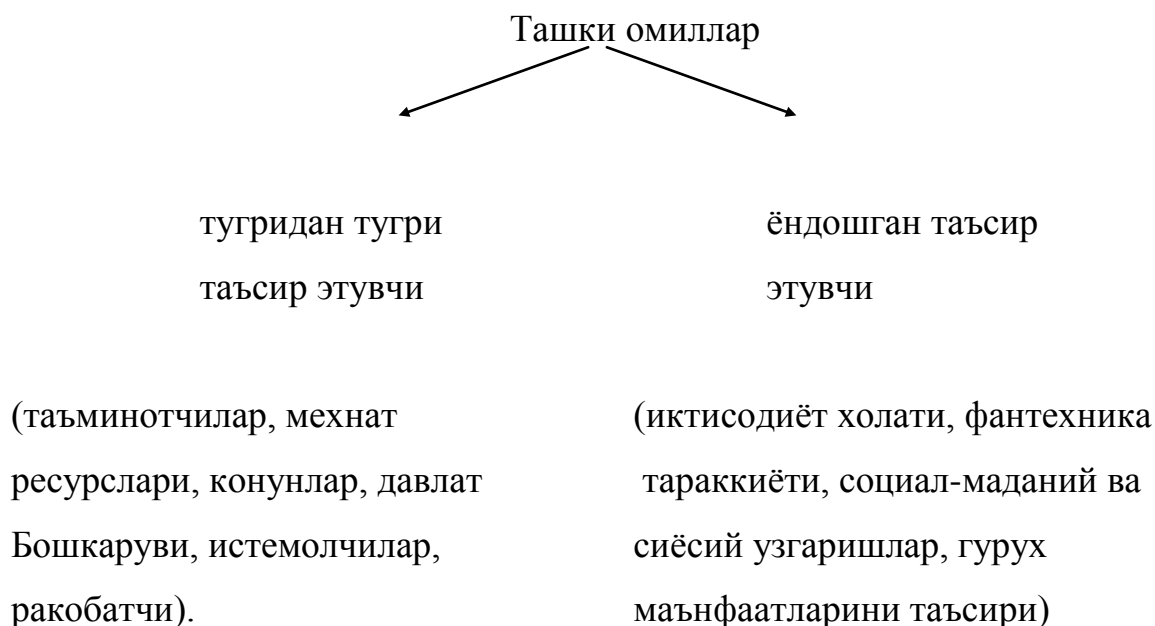 Ташки омиллар
тугридан тугри
таъсир этувчи
ёндошган таъсир
этувчи
(таъминотчилар, мехнат
ресурслари, конунлар, давлат
Бошкаруви, истемолчилар,
ракобатчи).
(иктисодиёт холати, фантехника
тараккиёти, социал-маданий ва
сиёсий узгаришлар, гурух
маънфаатларини таъсири)